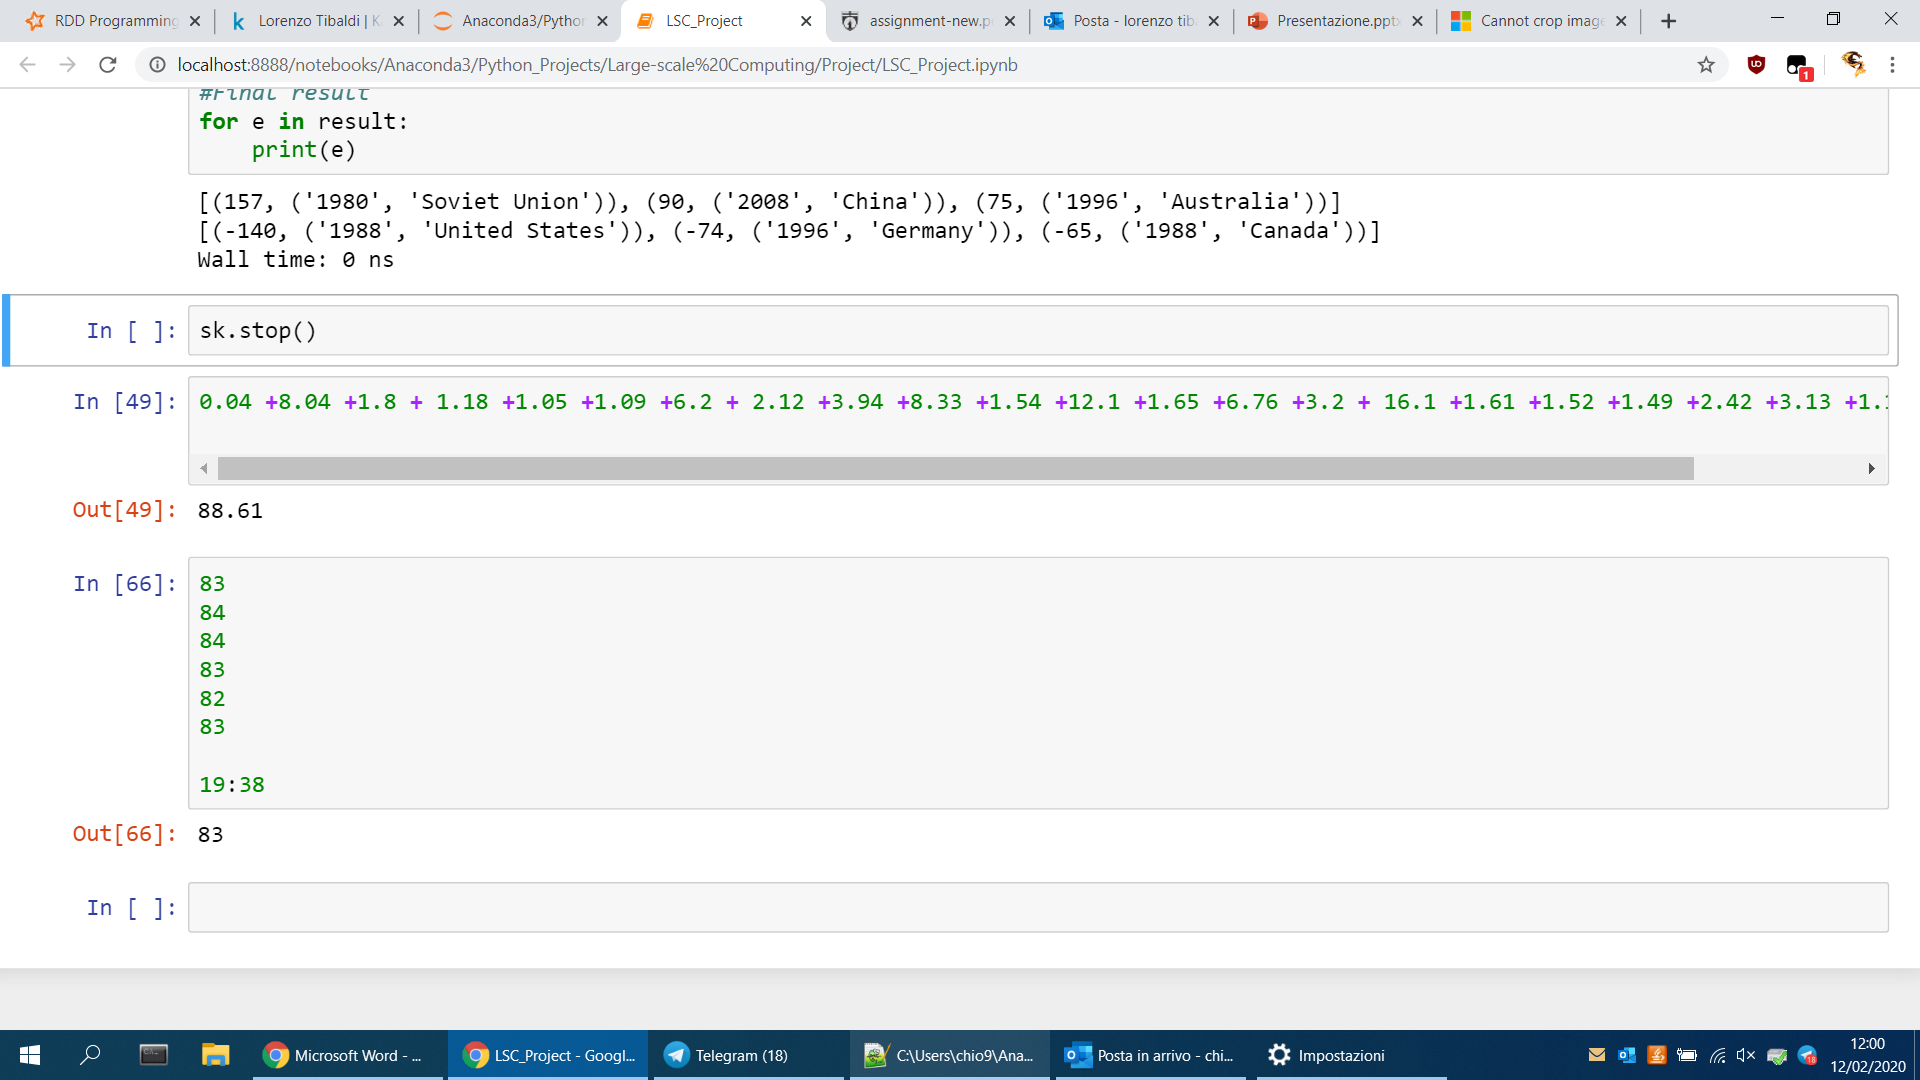 RDD Programming
Lorenzo Tibaldi | K
Anaconda3/Python
LSC_Project
assignment-new.p
Posta - lorenzo tib
Presentazione.pptx
Cannot crop image
localhost:8888/notebooks/Anaconda3/Python_Projects/Large-scale%20Computing/Project/LSC_Project.ipynb
1
#Final result
for e in result:
print(e)
[(157, ('1980', 'Soviet Union')), (90, ('2008', 'China')), (75, ('1996', 'Australia'))]
[(-140, ('1988', 'United States')), (-74, ('1996', 'Germany')), (-65, ('1988', 'Canada'))]
Wall time: 0 ns
In [ ]: sk.stop()
In [49]: 0.04 +8.04 +1.8 + 1.18 +1.05 +1.09 +6.2 + 2.12 +3.94 +8.33 +1.54 +12.1 +1.65 +6.76 +3.2 + 16.1 +1.61 +1.52 +1.49 +2.42 +3.13 +1.1
Out[49]: 88.61
In [66]: 83
84
84
83
82
83
19:38
Out[66]: 83
In [ ]:
Microsoft Word - ...
LSC_Project - Googl...
Telegram (18)
C:\Users\chio9\Ana...
Posta in arrivo - chi...
Impostazioni
12:00
12/02/2020